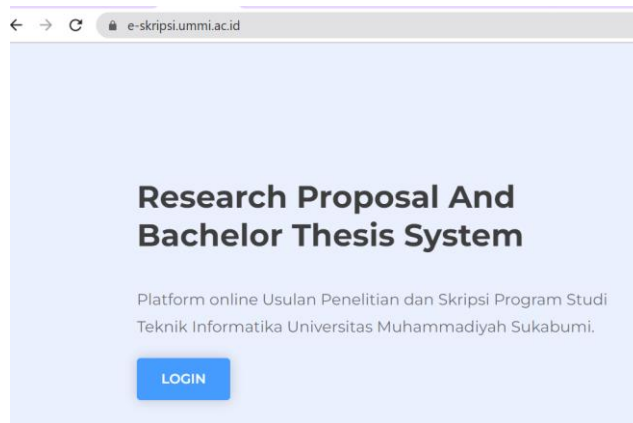 e-skripsi.ummi.ac.id
Research Proposal And
Bachelor Thesis System
Platform online Usulan Penelitian dan Skripsi Program Studi
Teknik Informatika Universitas Muhammadiyah Sukabumi.
LOGIN